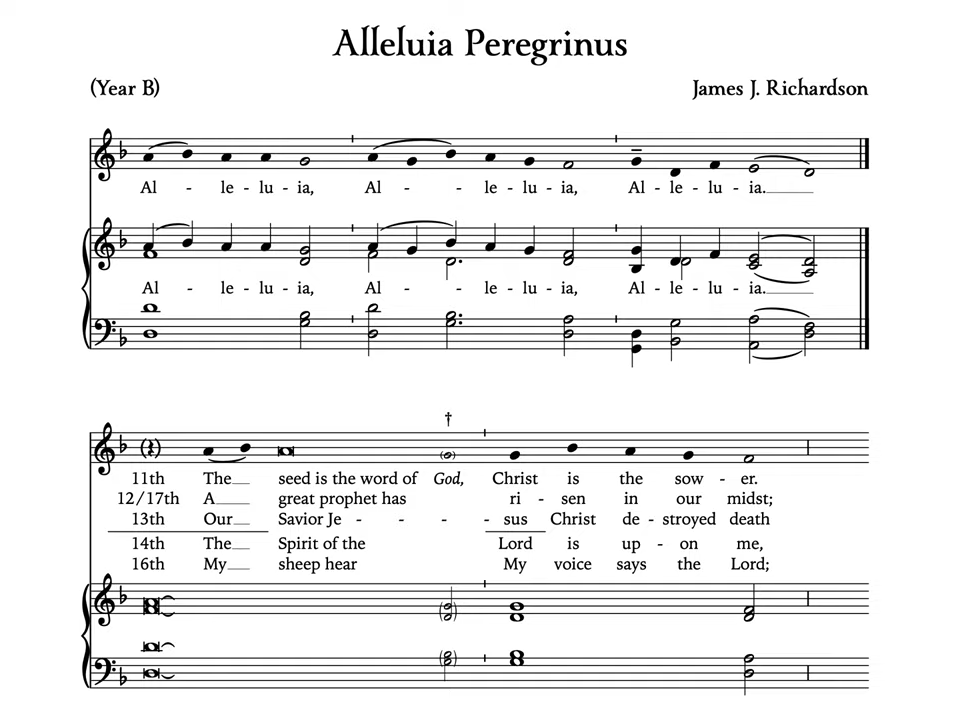 Alleluia Peregrinus
(Year B) James J. Richardson
Al - le - lu - ia, Al - - le - lu - ia, Al - le - lu - ia.
Al - le - lu - ia, Al - - le - lu - ia, Al - le - lu - ia.
†
11th The seed is the word of God, Christ is the sow - er.
12/17th A great prophet has ri - sen in our midst;
13th Our Savior Je - - - - sus Christ de - stroyed death
14th The Spirit of the Lord is up - on me,
16th My sheep hear My voice says the Lord;